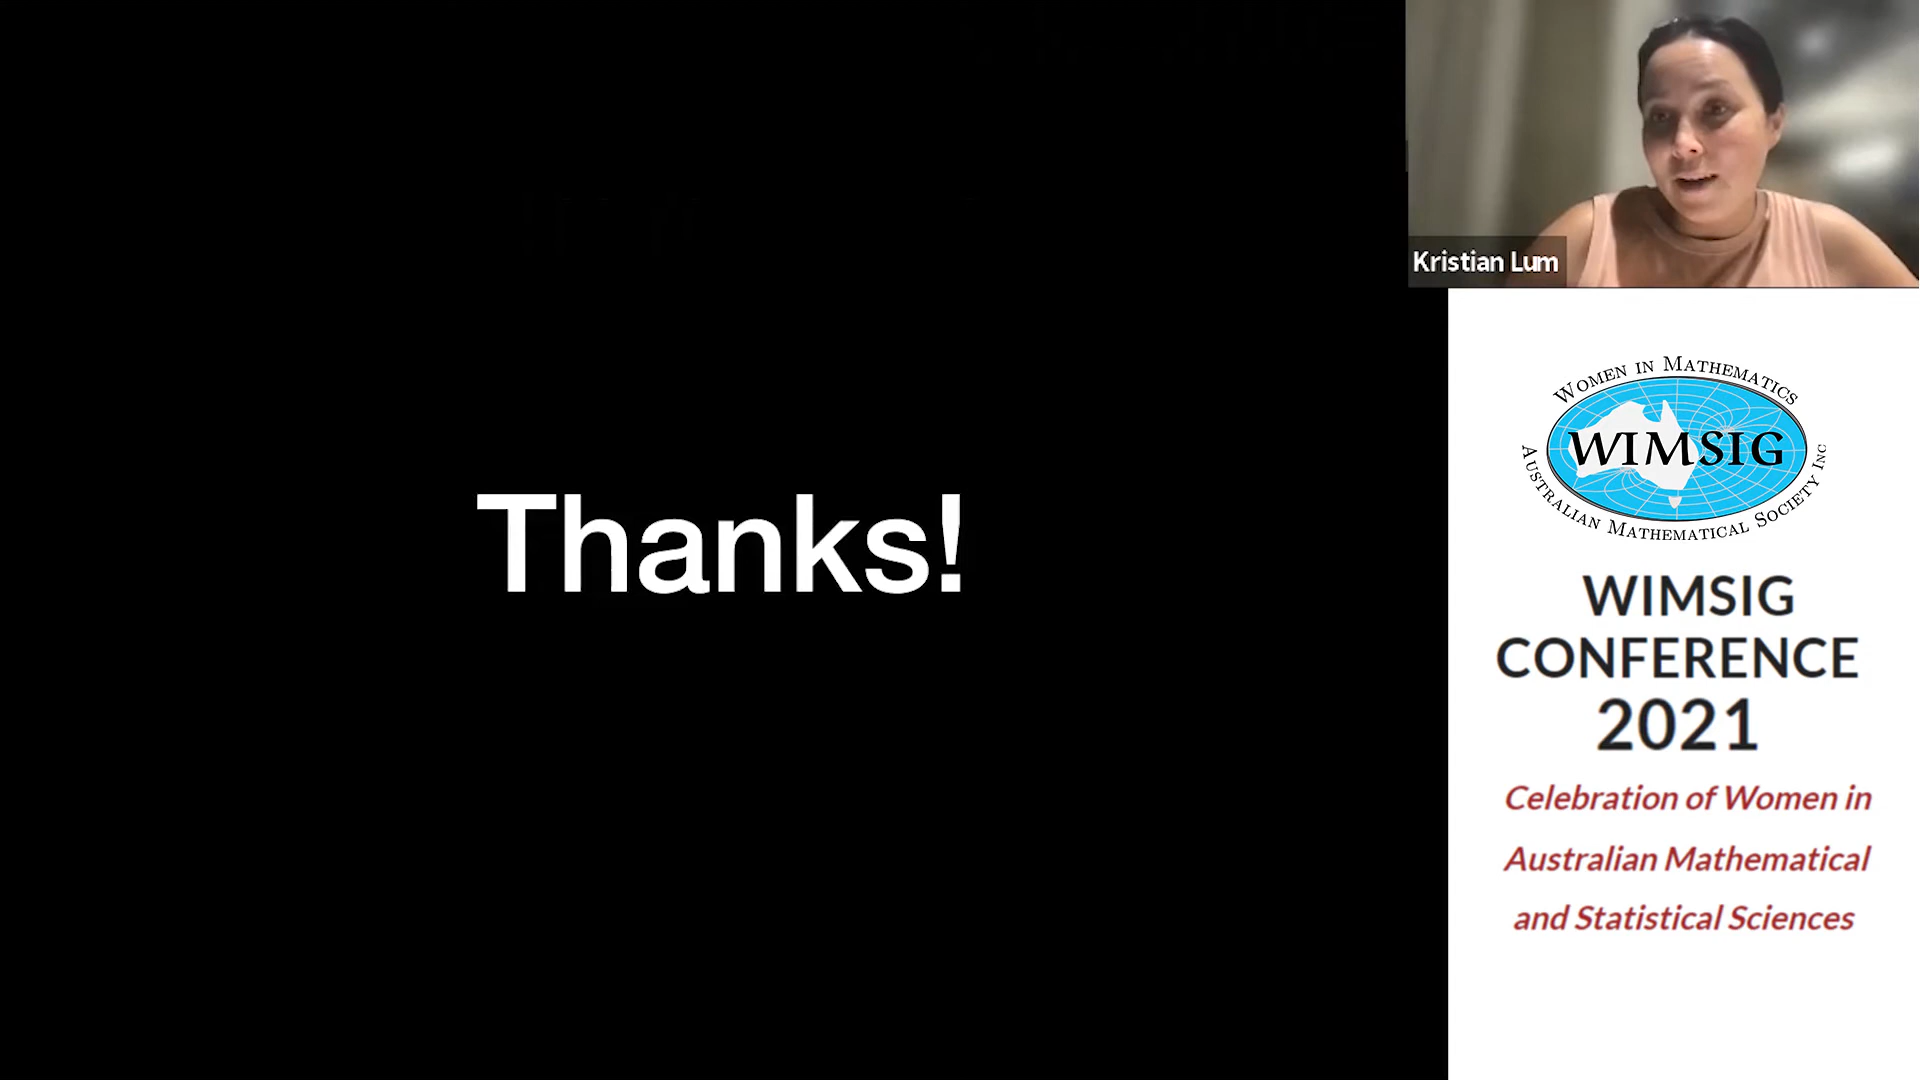 Thanks!
Kristian Lum
WOMEN IN MATHEMATICS
WIMSIG
AUSTRALIAN MATHEMATICAL SOCIETY INC
WIMSIG
CONFERENCE
2021
Celebration of Women in
Australian Mathematical
and Statistical Sciences